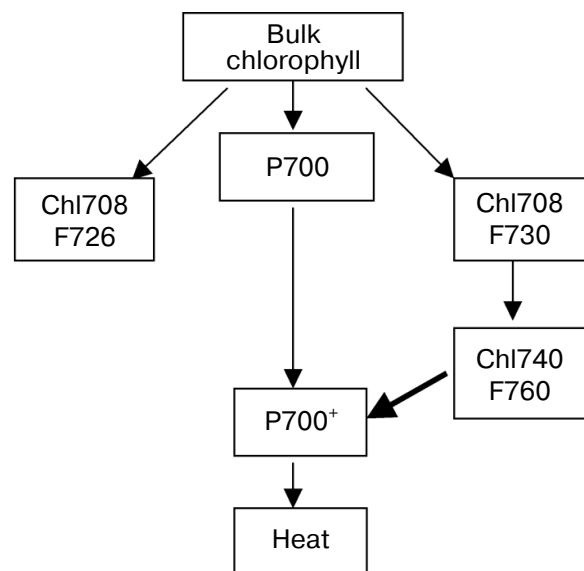 Bulk
chlorophyll
P700
Chl708
F726
Chl708
F730
Chl740
F760
P700⁺
Heat